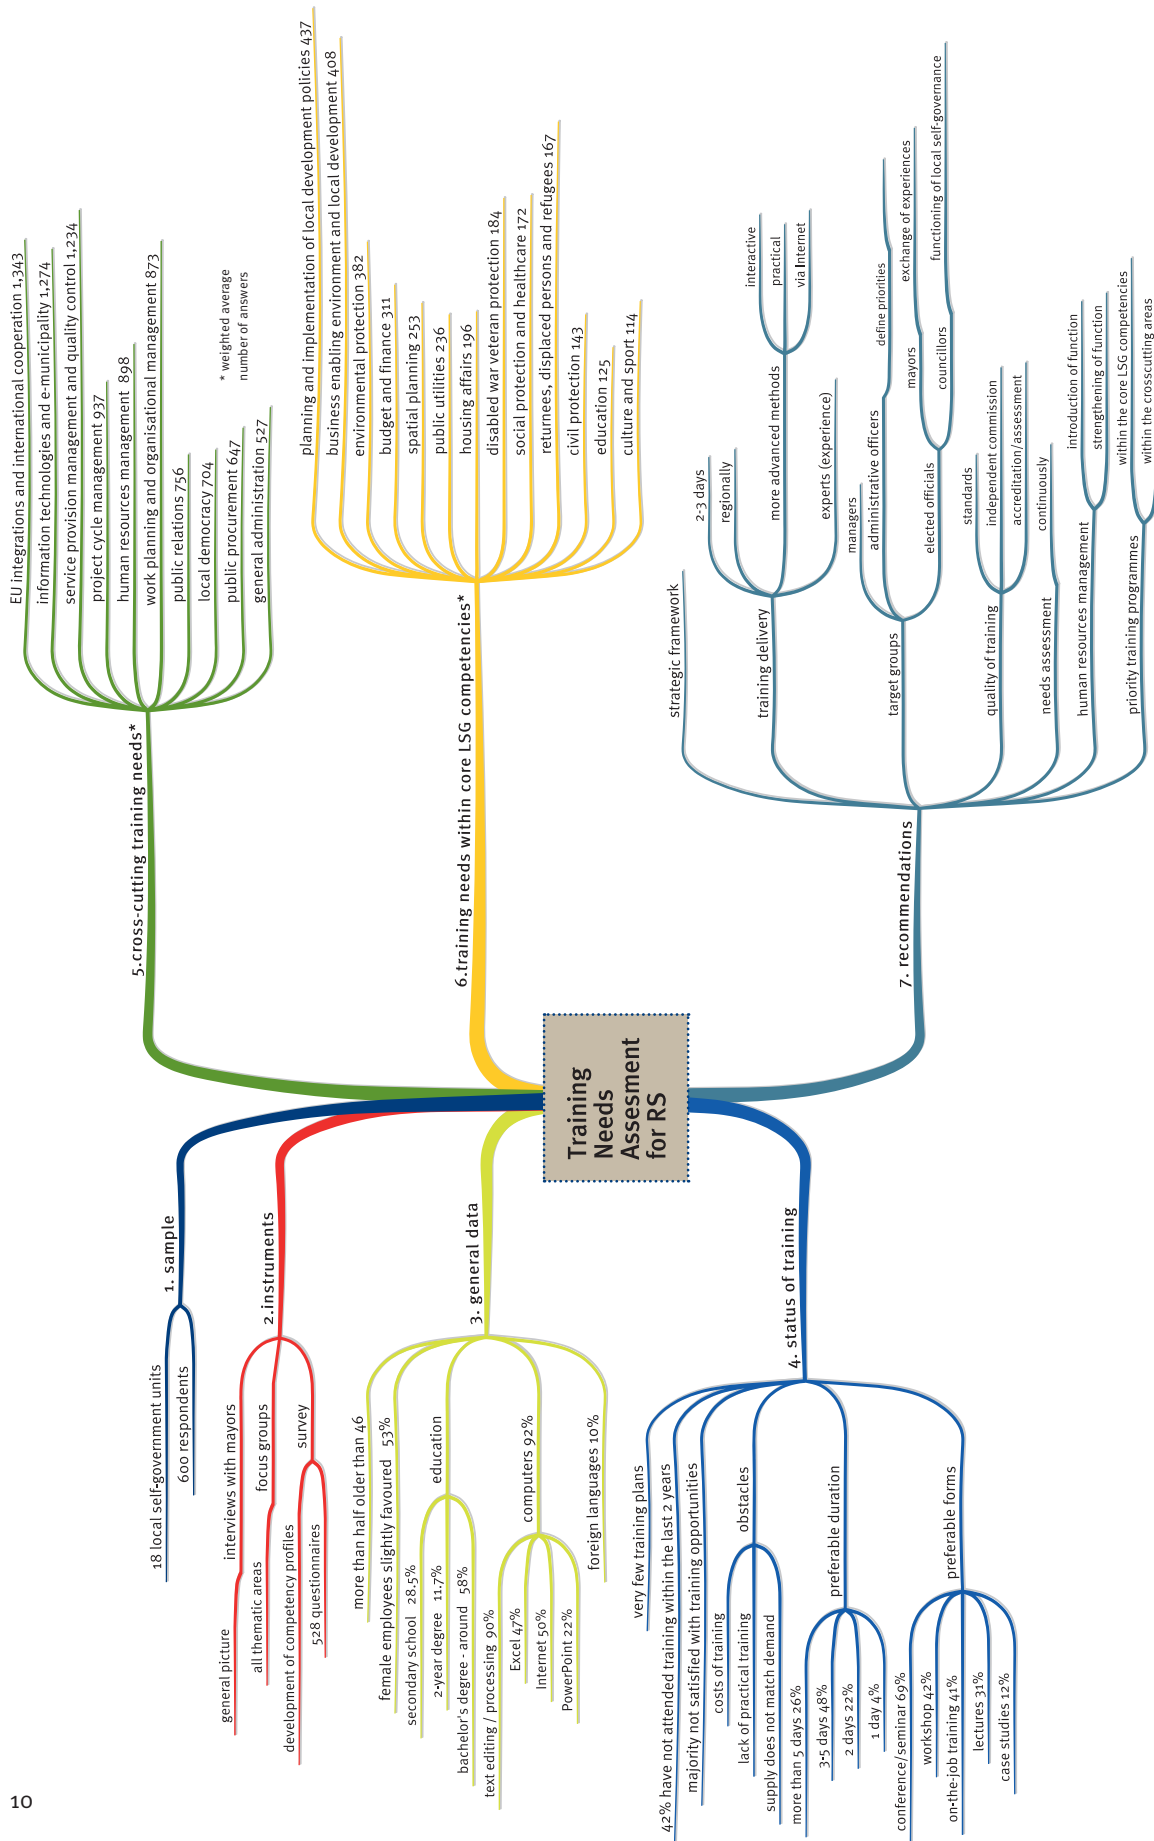 10
Training
Needs
Assesment
for RS
1. sample
18 local self-government units
600 respondents
2.instruments
interviews with mayors
general picture
focus groups
all thematic areas
survey
development of competency profiles
528 questionnaires
3. general data
more than half older than 46
female employees slightly favoured 53%
education
secondary school 28.5%
2-year degree 11.7%
bachelor's degree - around 58%
computers 92%
text editing / processing 90%
Excel 47%
Internet 50%
PowerPoint 22%
foreign languages 10%
4. status of training
very few training plans
42% have not attended training within the last 2 years
majority not satisfied with training opportunities
obstacles
costs of training
lack of practical training
supply does not match demand
preferable duration
more than 5 days 26%
3-5 days 48%
2 days 22%
1 day 4%
preferable forms
conference/seminar 69%
workshop 42%
on-the-job training 41%
lectures 31%
case studies 12%
5.cross-cutting training needs*
EU integrations and international cooperation 1,343
information technologies and e-municipality 1,274
service provision management and quality control 1,234
project cycle management 937
human resources management 898
work planning and organisational management 873
public relations 756
local democracy 704
public procurement 647
general administration 527
* weighted average
number of answers
6.training needs within core LSG competencies*
planning and implementation of local development policies 437
business enabling environment and local development 408
environmental protection 382
budget and finance 311
spatial planning 253
public utilities 236
housing affairs 196
disabled war veteran protection 184
social protection and healthcare 172
returnees, displaced persons and refugees 167
civil protection 143
education 125
culture and sport 114
7. recommendations
strategic framework
training delivery
2-3 days
regionally
more advanced methods
interactive
practical
via Internet
experts (experience)
target groups
managers
administrative officers
define priorities
elected officials
mayors
exchange of experiences
councillors
functioning of local self-governance
quality of training
standards
independent commission
accreditation/assessment
needs assessment
continuously
human resources management
introduction of function
strengthening of function
priority training programmes
within the core LSG competencies
within the crosscutting areas